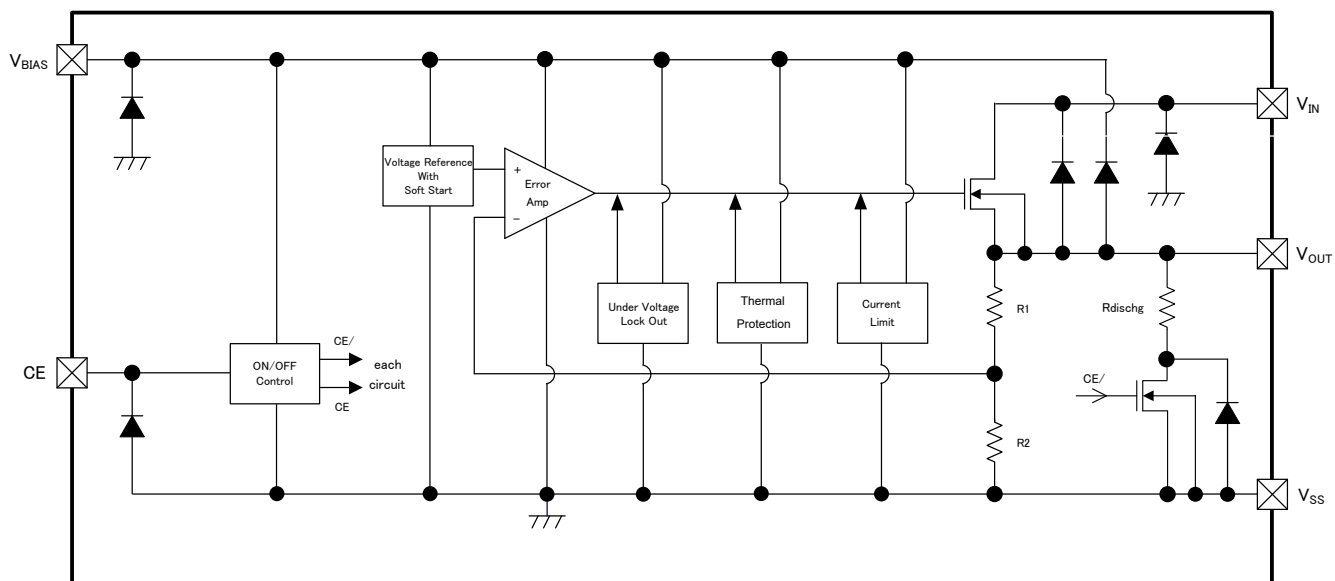 VBIAS
VIN
Voltage Reference
With
Soft Start
+
Error
Amp
−
VOUT
Under Voltage
Lock Out
Thermal
Protection
Current
Limit
R1
Rdischg
CE
ON/OFF
Control
CE/
each
circuit
CE
CE/
R2
VSS